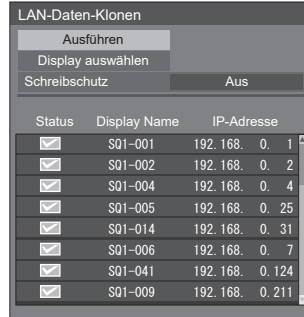 LAN-Daten-Klonen
Ausführen
Display auswählen
Schreibschutz Aus
Status Display Name IP-Adresse
SQ1-001 192. 168. 0. 1
SQ1-002 192. 168. 0. 2
SQ1-004 192. 168. 0. 4
SQ1-005 192. 168. 0. 25
SQ1-014 192. 168. 0. 31
SQ1-006 192. 168. 0. 7
SQ1-041 192. 168. 0. 124
SQ1-009 192. 168. 0. 211